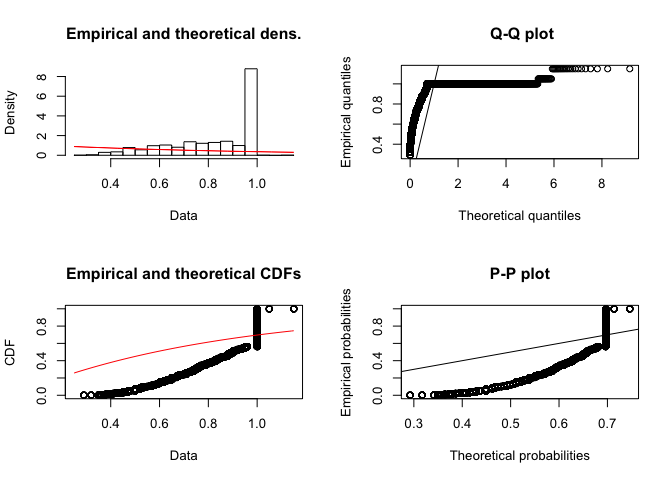 Empirical and theoretical dens.
Density
0 2 4 6 8
0.4 0.6 0.8 1.0
Data
Q-Q plot
Empirical quantiles
0.4 0.8
0 2 4 6 8
Theoretical quantiles
Empirical and theoretical CDFs
CDF
0.0 0.4 0.8
0.4 0.6 0.8 1.0
Data
P-P plot
Empirical probabilities
0.0 0.4 0.8
0.3 0.4 0.5 0.6 0.7
Theoretical probabilities